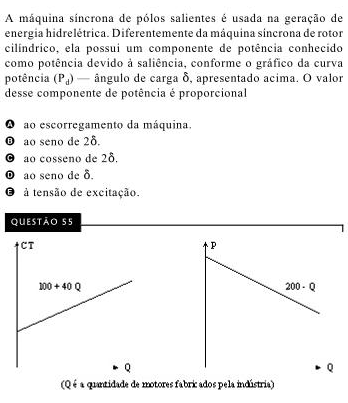 A máquina síncrona de pólos salientes é usada na geração de
energia hidrelétrica. Diferentemente da máquina síncrona de rotor
cilíndrico, ela possui um componente de potência conhecido
como potência devido à saliência, conforme o gráfico da curva
potência (Pd) — ângulo de carga δ, apresentado acima. O valor
desse componente de potência é proporcional
A ao escorregamento da máquina.
B ao seno de 2δ.
C ao cosseno de 2δ.
D ao seno de δ.
E à tensão de excitação.
QUESTÃO 55
CT P
100 + 40 Q 200 - Q
Q Q
(Q é a quantidade de motores fabricados pela indústria)